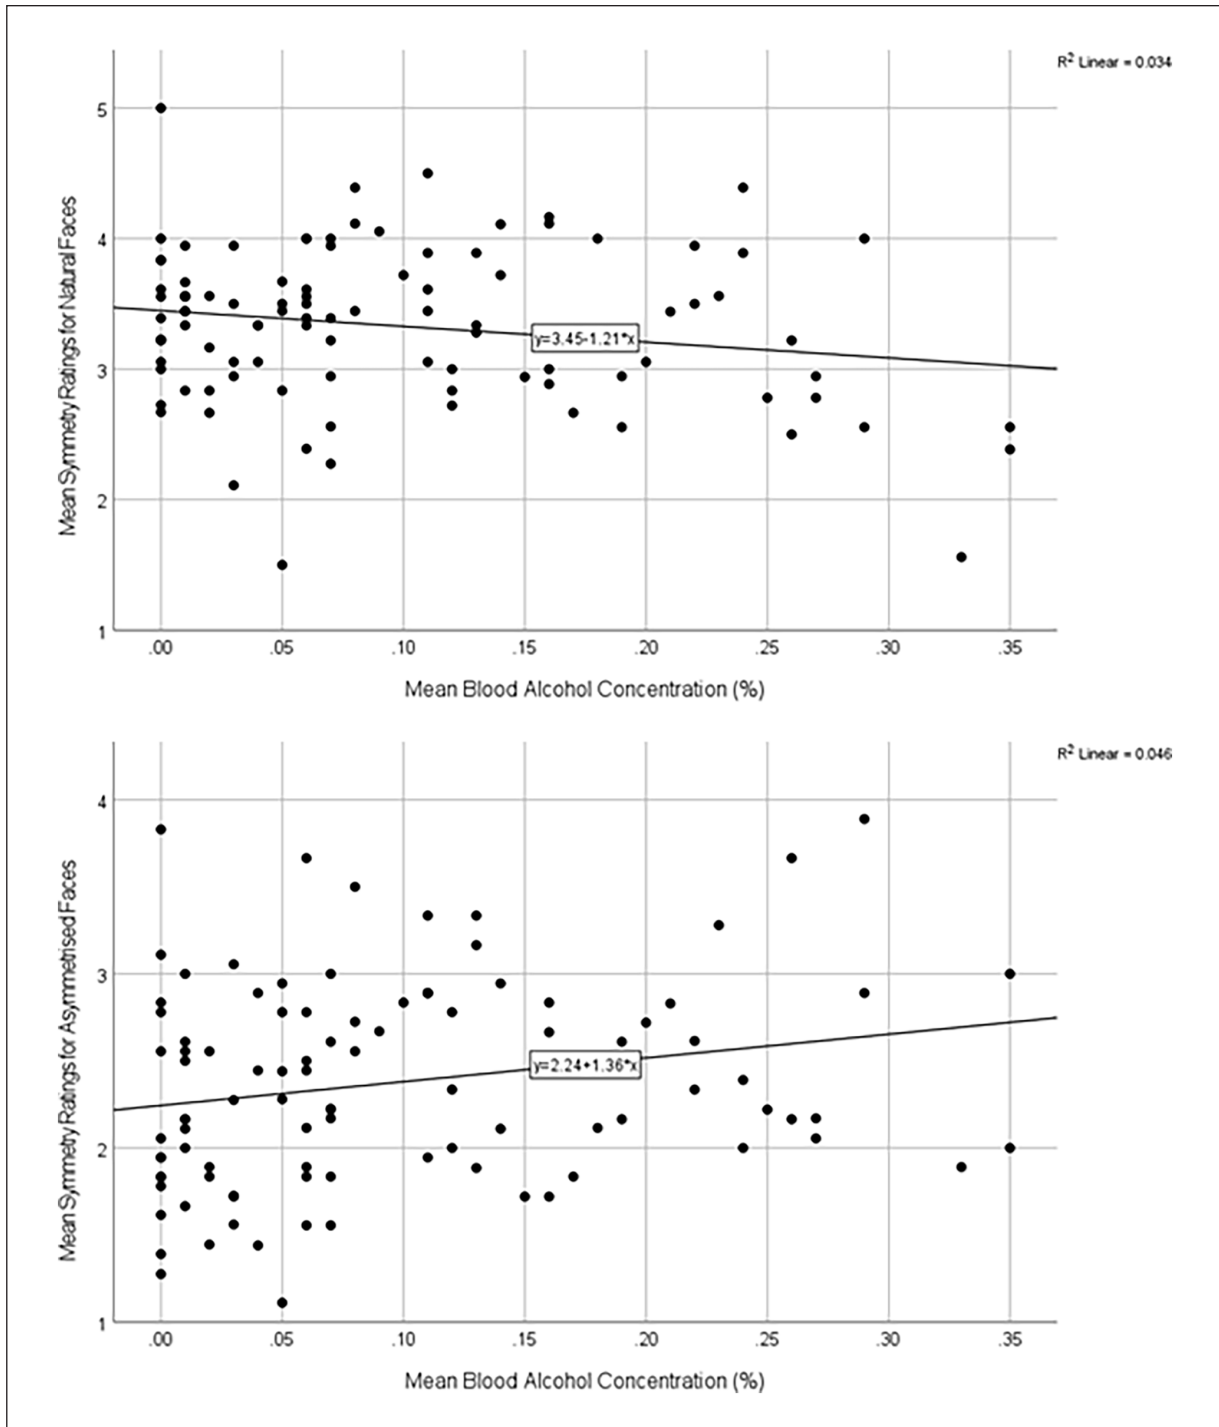 R2 Linear = 0.034
5
4
3
2
1
Mean Symmetry Ratings for Natural Faces
y=3.45-1.21*x
.00 .05 .10 .15 .20 .25 .30 .35
Mean Blood Alcohol Concentration (%)
R2 Linear = 0.046
4
3
2
1
Mean Symmetry Ratings for Asymmetrised Faces
y=2.24+1.36*x
.00 .05 .10 .15 .20 .25 .30 .35
Mean Blood Alcohol Concentration (%)